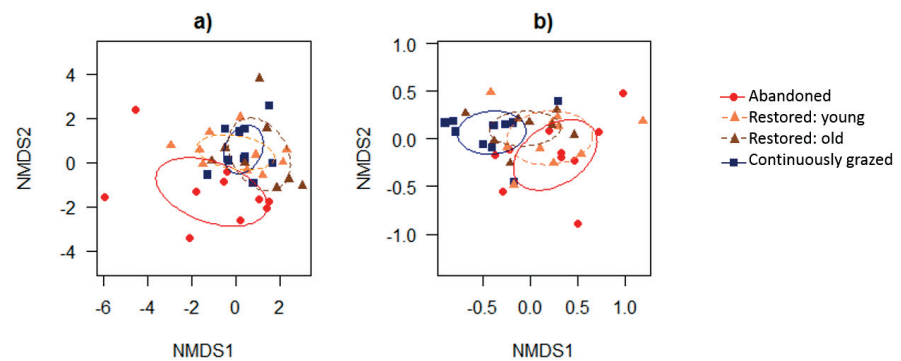 a)
4
2
0
-2
-4
NMDS2
-6
-4
-2
0
2
NMDS1
b)
1.0
0.5
0.0
-0.5
-1.0
NMDS2
-0.5
0.0
0.5
1.0
NMDS1
Abandoned
Restored: young
Restored: old
Continuously grazed